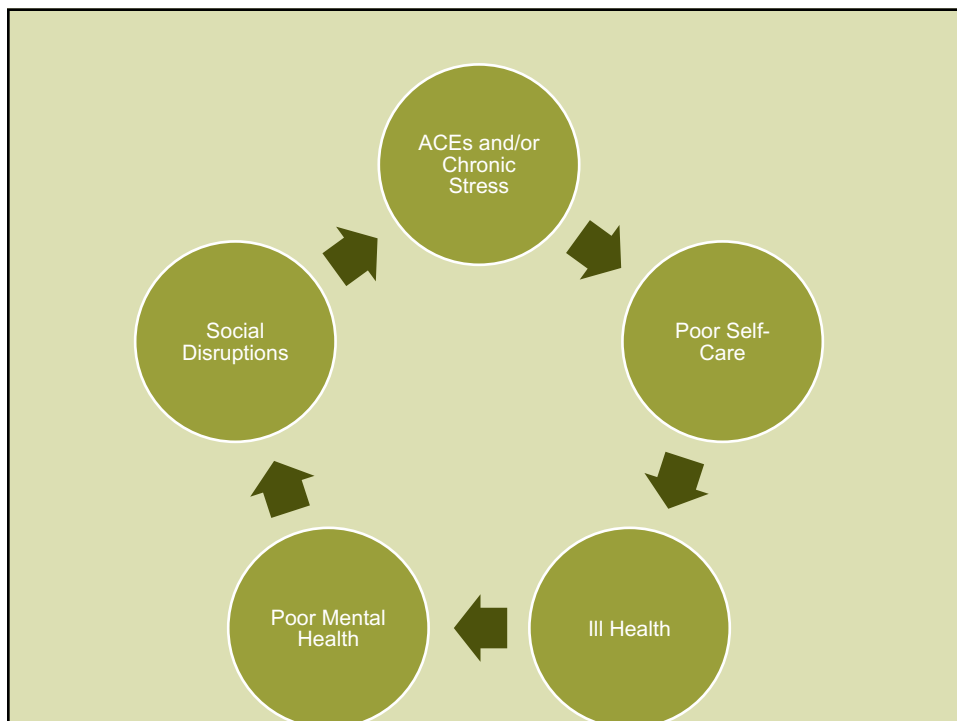 ACEs and/or
Chronic
Stress
Poor Self-
Care
Ill Health
Poor Mental
Health
Social
Disruptions